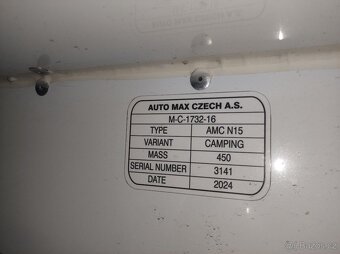 AUTO MAX CZECH A.S.
M-C-1732-16
TYPE AMC N15
VARIANT CAMPING
MASS 450
SERIAL NUMBER 3141
DATE 2024